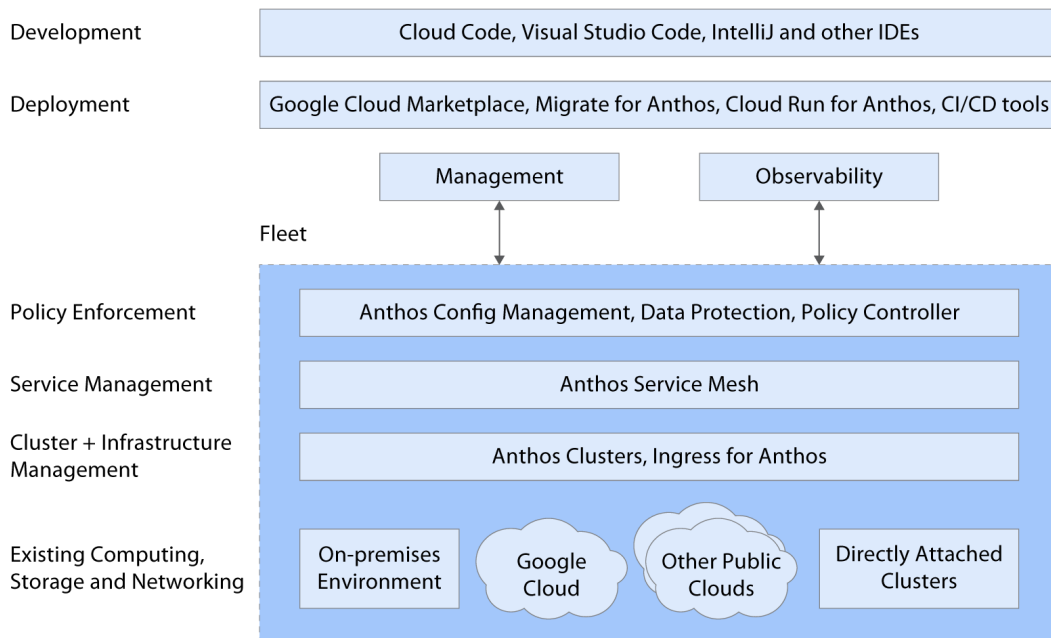 Development
Cloud Code, Visual Studio Code, IntelliJ and other IDEs
Deployment
Google Cloud Marketplace, Migrate for Anthos, Cloud Run for Anthos, CI/CD tools
Management
Observability
Fleet
Policy Enforcement
Anthos Config Management, Data Protection, Policy Controller
Service Management
Anthos Service Mesh
Cluster + Infrastructure
Management
Anthos Clusters, Ingress for Anthos
Existing Computing,
Storage and Networking
On-premises
Environment
Google
Cloud
Other Public
Clouds
Directly Attached
Clusters